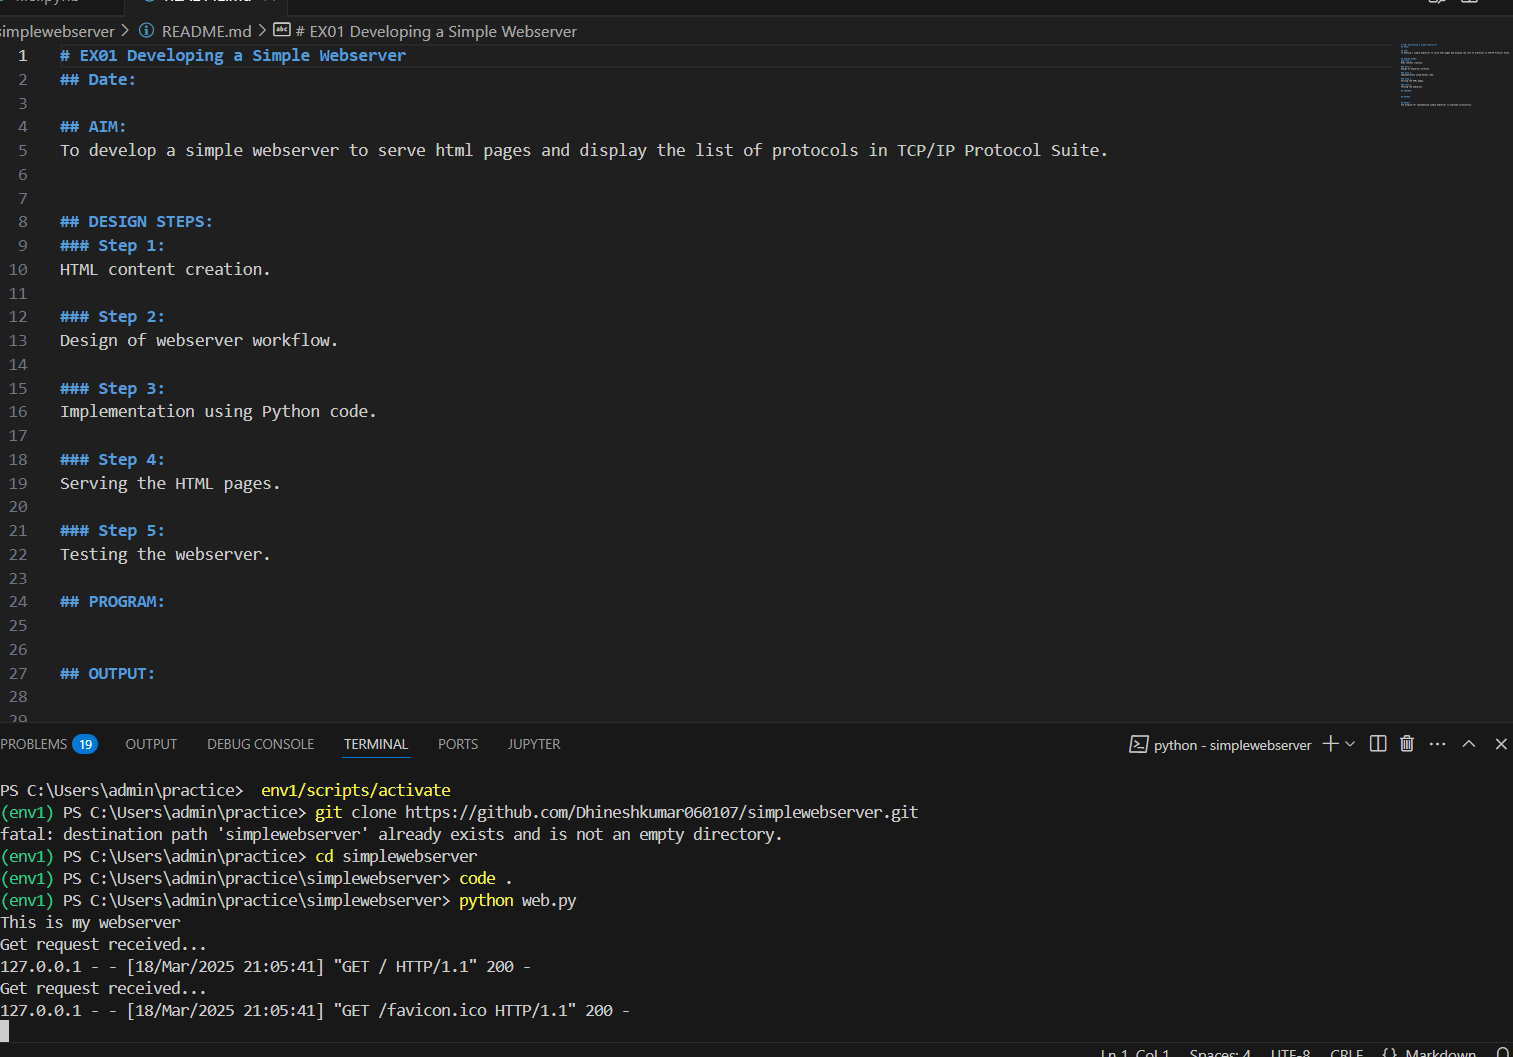 simplewebserver > README.md > # EX01 Developing a Simple Webserver
1 # EX01 Developing a Simple Webserver
2 ## Date:
3
4 ## AIM:
5 To develop a simple webserver to serve html pages and display the list of protocols in TCP/IP Protocol Suite.
6
7
8 ## DESIGN STEPS:
9 ### Step 1:
10 HTML content creation.
11
12 ### Step 2:
13 Design of webserver workflow.
14
15 ### Step 3:
16 Implementation using Python code.
17
18 ### Step 4:
19 Serving the HTML pages.
20
21 ### Step 5:
22 Testing the webserver.
23
24 ## PROGRAM:
25
26
27 ## OUTPUT:
28
29
PROBLEMS 19 OUTPUT DEBUG CONSOLE TERMINAL PORTS JUPYTER python - simplewebserver
PS C:\Users\admin\practice>  env1/scripts/activate
(env1) PS C:\Users\admin\practice> git clone https://github.com/Dhineshkumar060107/simplewebserver.git
fatal: destination path 'simplewebserver' already exists and is not an empty directory.
(env1) PS C:\Users\admin\practice> cd simplewebserver
(env1) PS C:\Users\admin\practice\simplewebserver> code .
(env1) PS C:\Users\admin\practice\simplewebserver> python web.py
This is my webserver
Get request received...
127.0.0.1 - - [18/Mar/2025 21:05:41] "GET / HTTP/1.1" 200 -
Get request received...
127.0.0.1 - - [18/Mar/2025 21:05:41] "GET /favicon.ico HTTP/1.1" 200 -
Ln 1, Col 1 Spaces: 4 UTF-8 CRLF {} Markdown